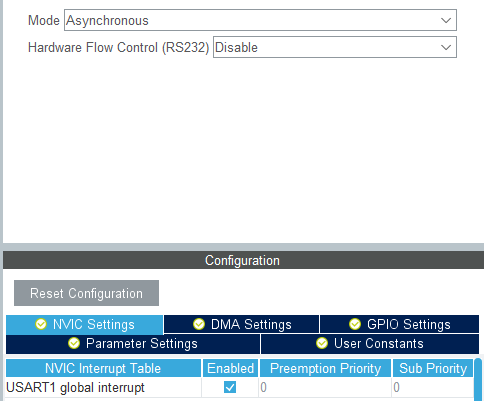 Mode Asynchronous
Hardware Flow Control (RS232) Disable
Configuration
Reset Configuration
NVIC Settings DMA Settings GPIO Settings
Parameter Settings User Constants
NVIC Interrupt Table Enabled Preemption Priority Sub Priority
USART1 global interrupt 0 0